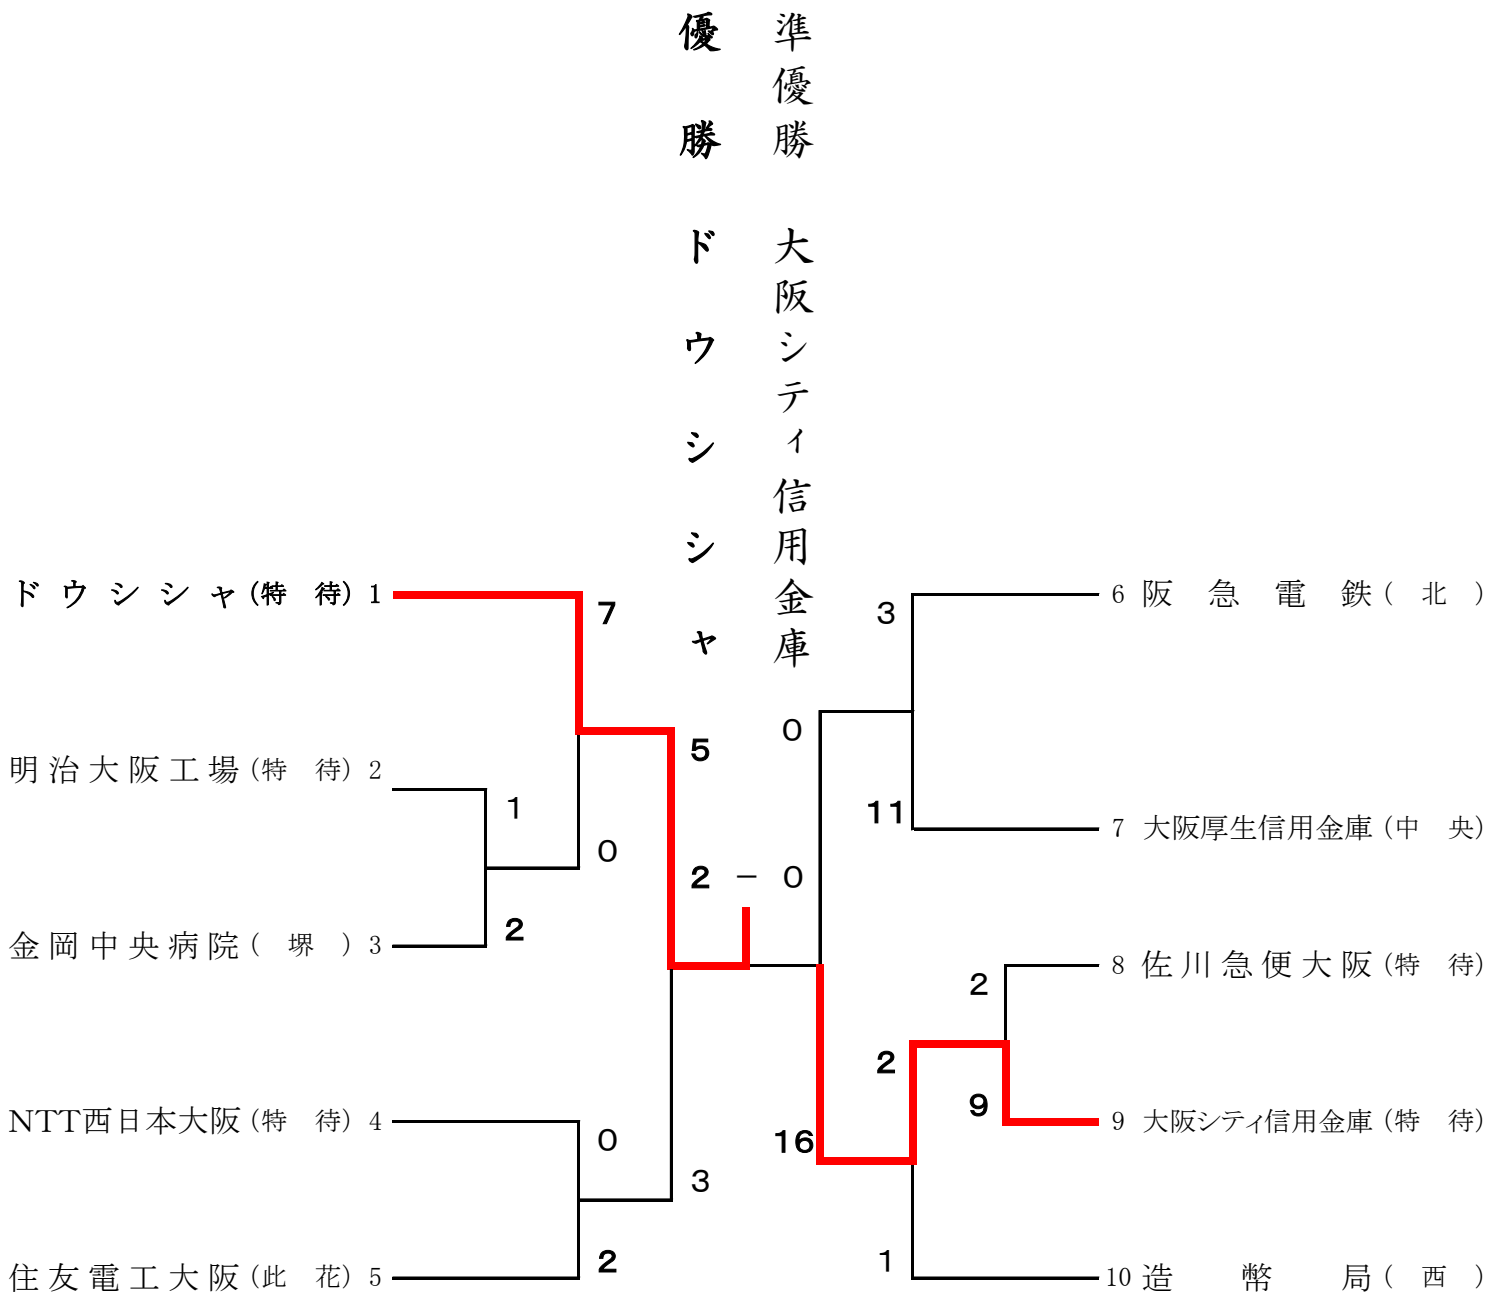 優勝 ドウシシャ
準優勝 大阪シティ信用金庫
ドウシシャ(特 待) 1
明治大阪工場(特 待) 2
金岡中央病院( 堺 ) 3
NTT西日本大阪(特 待) 4
住友電工大阪(此 花) 5
7
1
0
2
5
0
3
2
2 − 0
0
3
11
16
2
2
9
1
6 阪急電鉄( 北 )
7 大阪厚生信用金庫(中 央)
8 佐川急便大阪(特 待)
9 大阪シティ信用金庫(特 待)
10 造幣局( 西 )